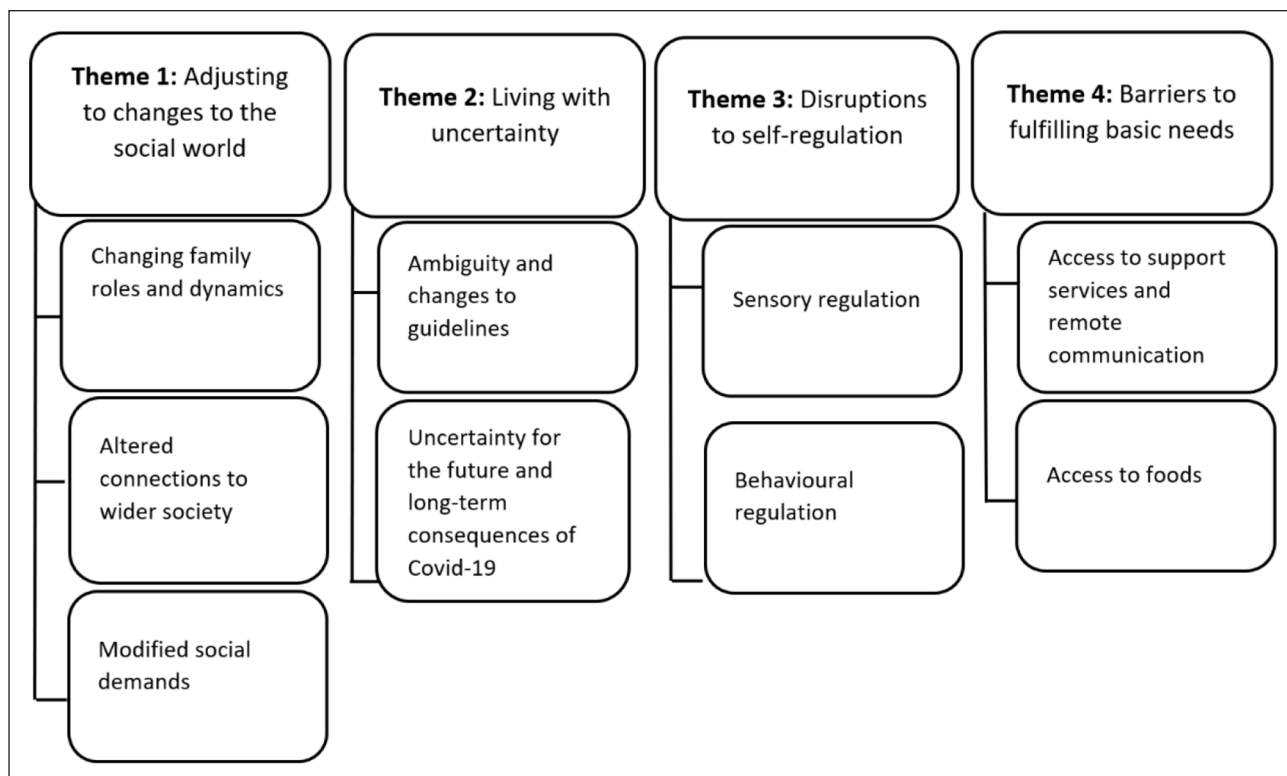 Theme 1: Adjusting
to changes to the
social world
Changing family
roles and dynamics
Altered
connections to
wider society
Modified social
demands
Theme 2: Living with
uncertainty
Ambiguity and
changes to
guidelines
Uncertainty for
the future and
long-term
consequences of
Covid-19
Theme 3: Disruptions
to self-regulation
Sensory regulation
Behavioural
regulation
Theme 4: Barriers to
fulfilling basic needs
Access to support
services and
remote
communication
Access to foods